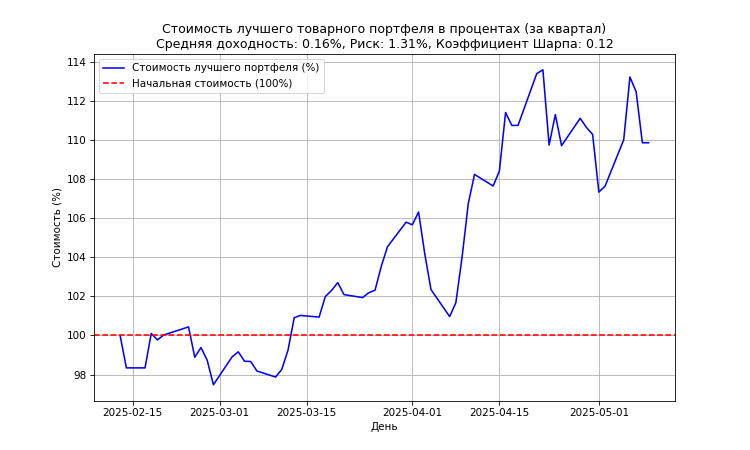 Стоимость лучшего товарного портфеля в процентах (за квартал)
Средняя доходность: 0.16%, Риск: 1.31%, Коэффициент Шарпа: 0.12
Стоимость лучшего портфеля (%)
Начальная стоимость (100%)
Стоимость (%)
114
112
110
108
106
104
102
100
98
2025-02-15
2025-03-01
2025-03-15
2025-04-01
2025-04-15
2025-05-01
День